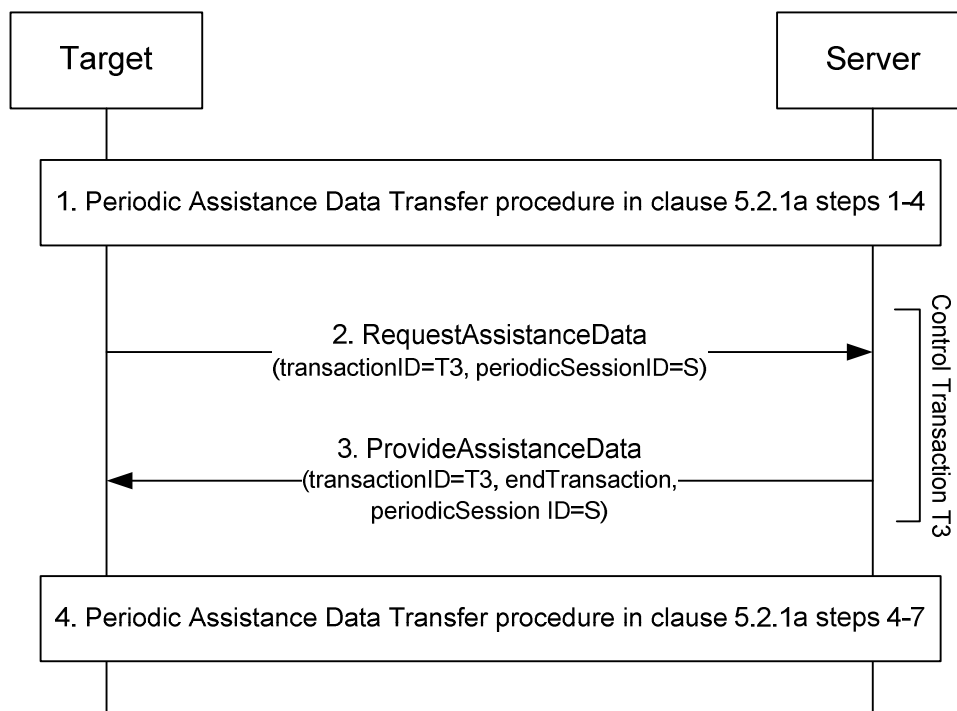 Target
Server
1. Periodic Assistance Data Transfer procedure in clause 5.2.1a steps 1-4
2. RequestAssistanceData
(transactionID=T3, periodicSessionID=S)
Control Transaction T3
3. ProvideAssistanceData
(transactionID=T3, endTransaction,
periodicSession ID=S)
4. Periodic Assistance Data Transfer procedure in clause 5.2.1a steps 4-7